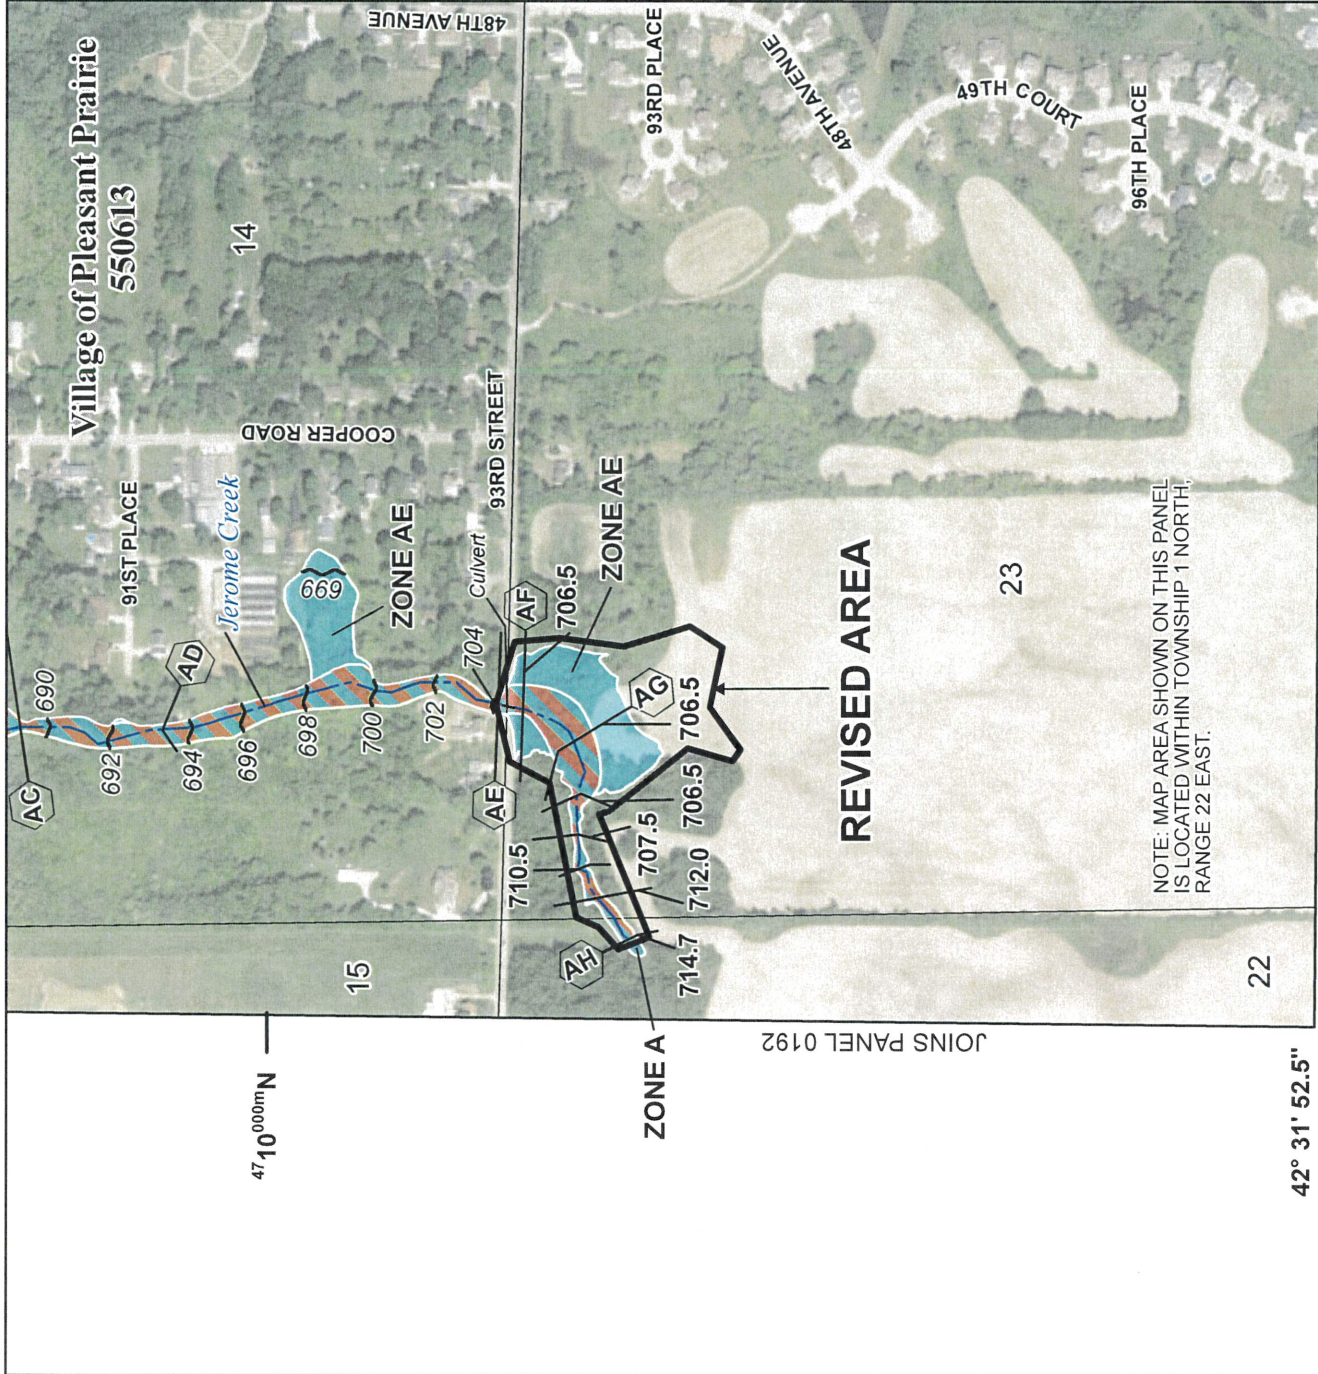 Village of Pleasant Prairie
550613
48TH AVENUE
14
91ST PLACE
COOPER ROAD
Jerome Creek
690
AC
692
AD
694
696
698
699
700
ZONE AE
702
704
Culvert
93RD STREET
93RD PLACE
48TH AVENUE
49TH COURT
96TH PLACE
AE
AF
706.5
ZONE AE
AG
706.5
706.5
707.5
710.5
712.0
AH
714.7
15
47 10 000m N
ZONE A
JOINS PANEL 0192
REVISED AREA
23
22
NOTE: MAP AREA SHOWN ON THIS PANEL
IS LOCATED WITHIN TOWNSHIP 1 NORTH,
RANGE 22 EAST.
42° 31' 52.5"